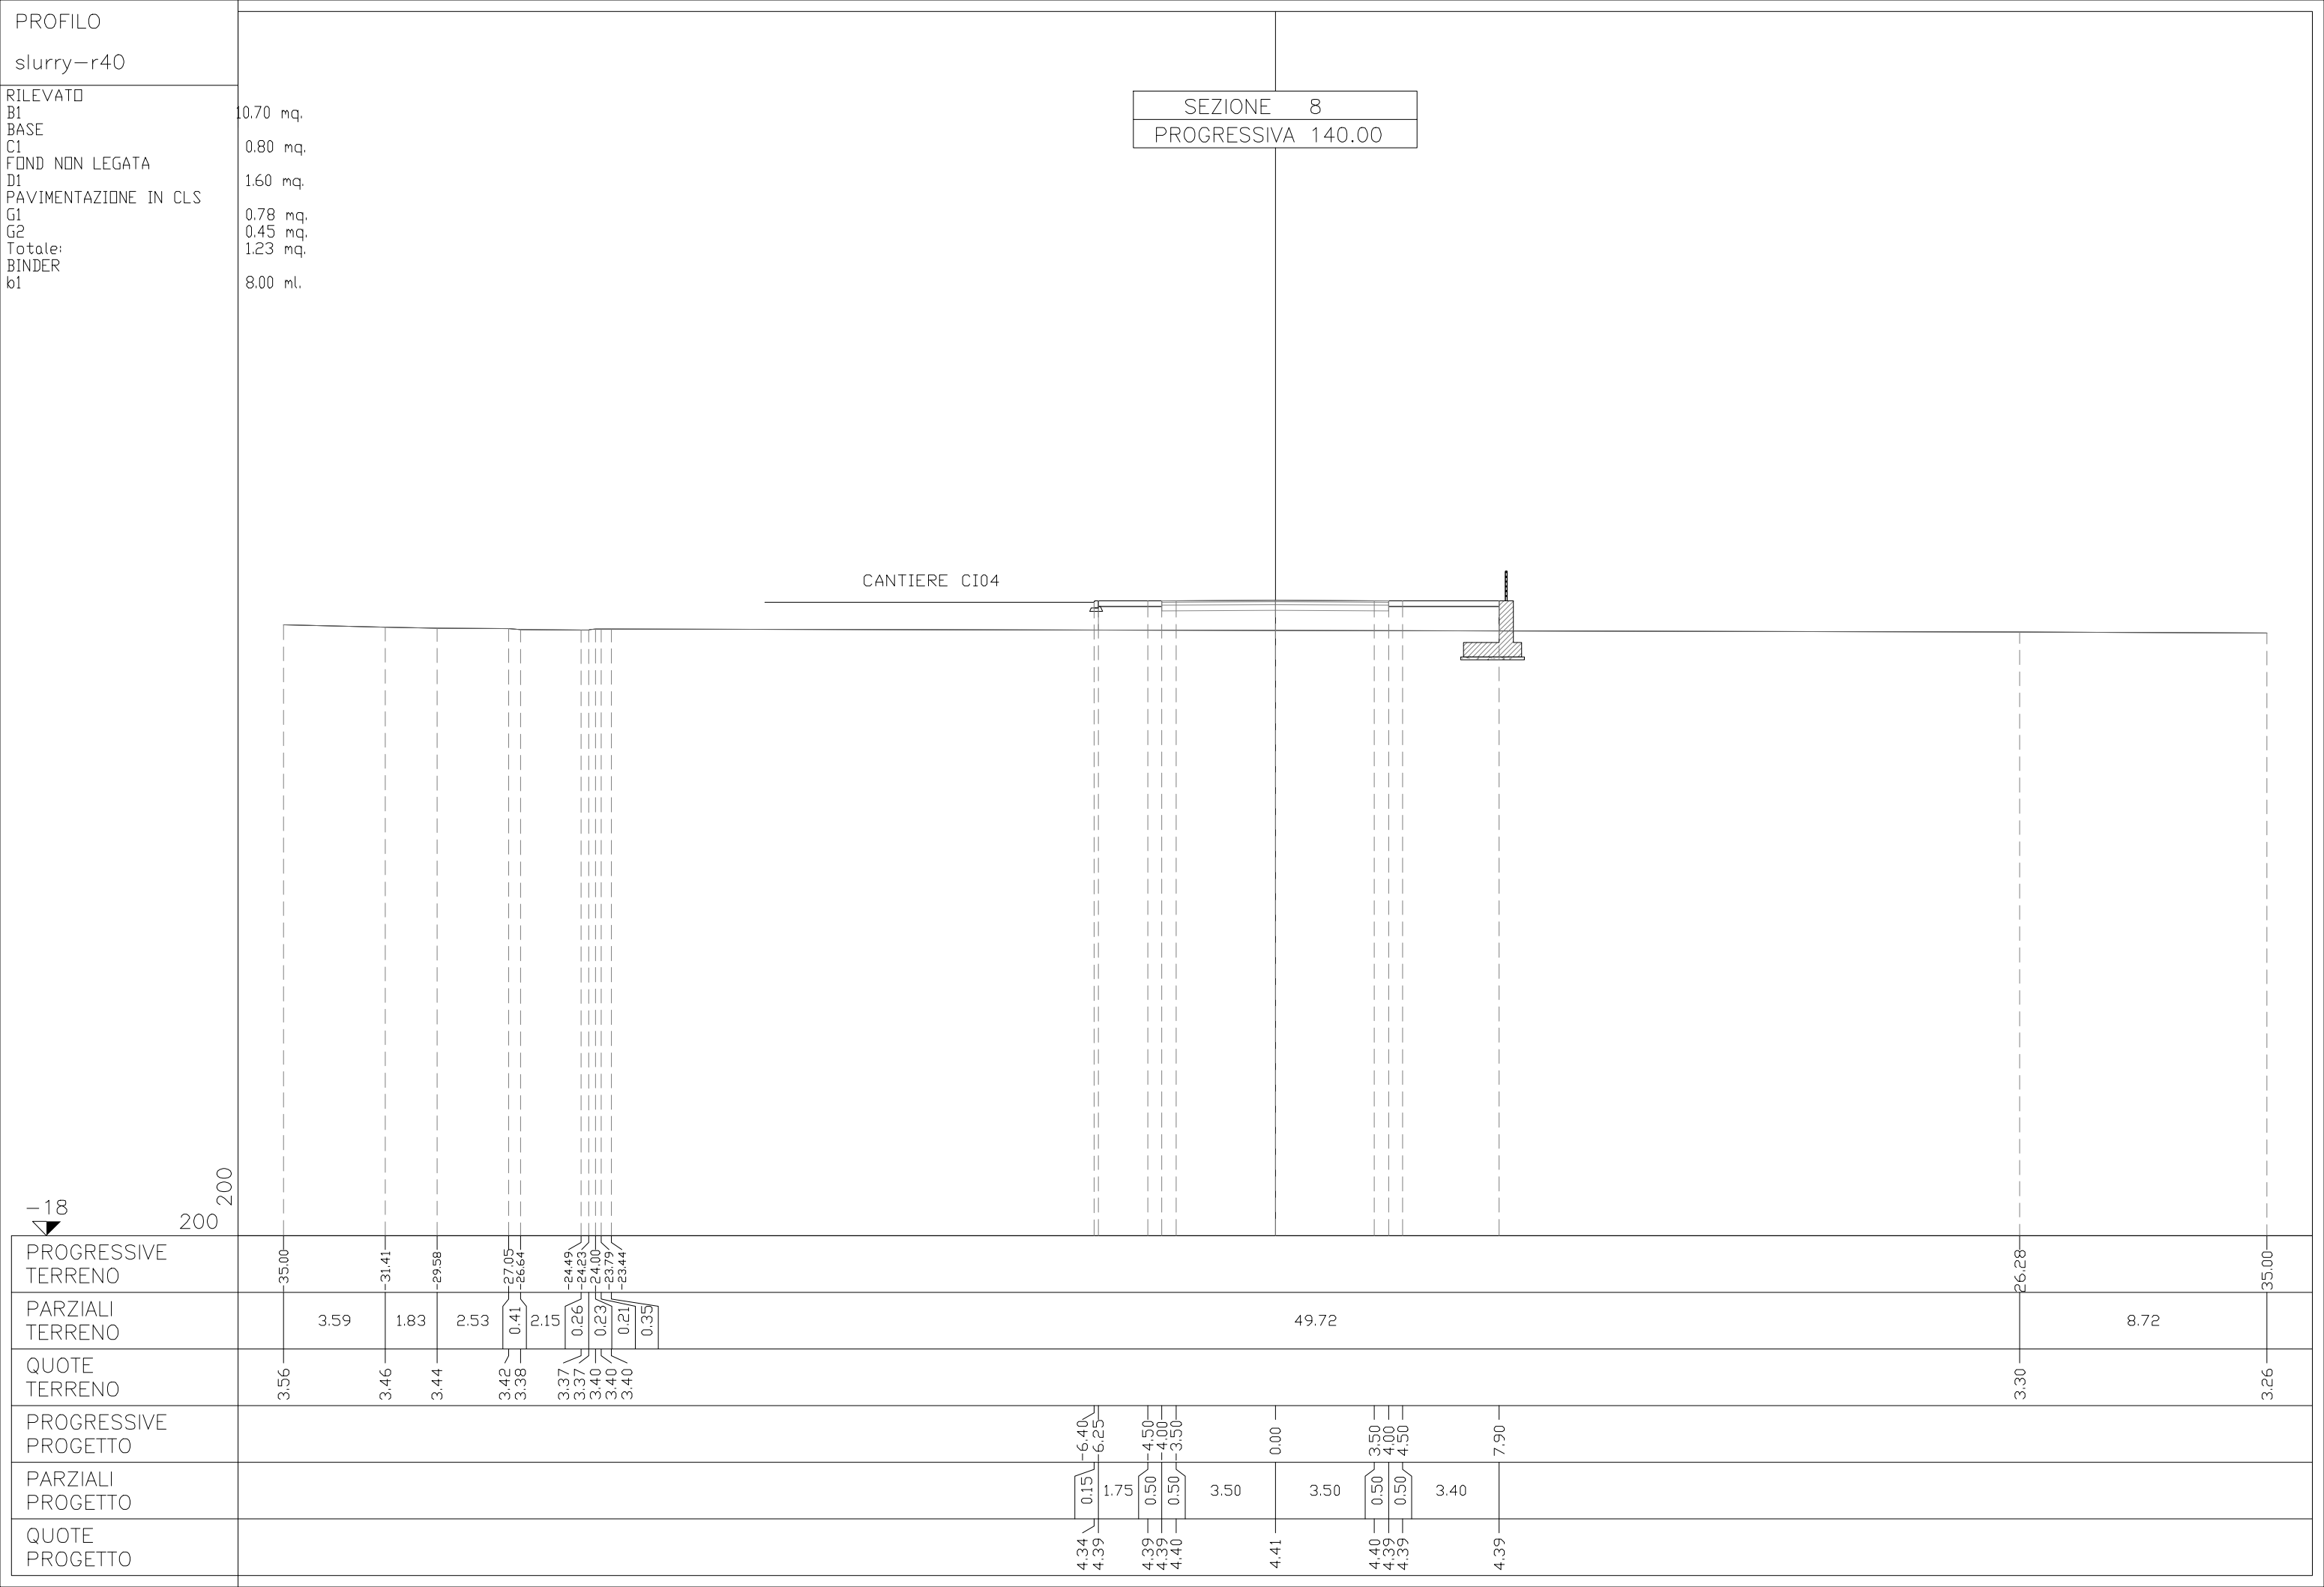 PROFILO
slurry-r40
RILEVATO
B1 10.70 mq.
BASE
C1 0.80 mq.
FOND NON LEGATA
D1 1.60 mq.
PAVIMENTAZIONE IN CLS
G1 0.78 mq.
G2 0.45 mq.
Totale: 1.23 mq.
BINDER
b1 8.00 ml.
SEZIONE 8
PROGRESSIVA 140.00
CANTIERE CI04
-18
200
200
PROGRESSIVE TERRENO
-35.00 -31.41 -29.58 -27.05 -26.64 -24.49 -24.23 -24.00 -23.79 -23.44 26.28 35.00
PARZIALI TERRENO
3.59 1.83 2.53 0.41 2.15 0.26 0.23 0.21 0.35 49.72 8.72
QUOTE TERRENO
3.56 3.46 3.44 3.42 3.38 3.37 3.37 3.40 3.40 3.40 3.30 3.26
PROGRESSIVE PROGETTO
-6.40 -6.25 -4.50 -4.00 -3.50 0.00 3.50 4.00 4.50 7.90
PARZIALI PROGETTO
0.15 1.75 0.50 0.50 3.50 3.50 0.50 0.50 3.40
QUOTE PROGETTO
4.34 4.39 4.39 4.39 4.40 4.41 4.40 4.39 4.39 4.39